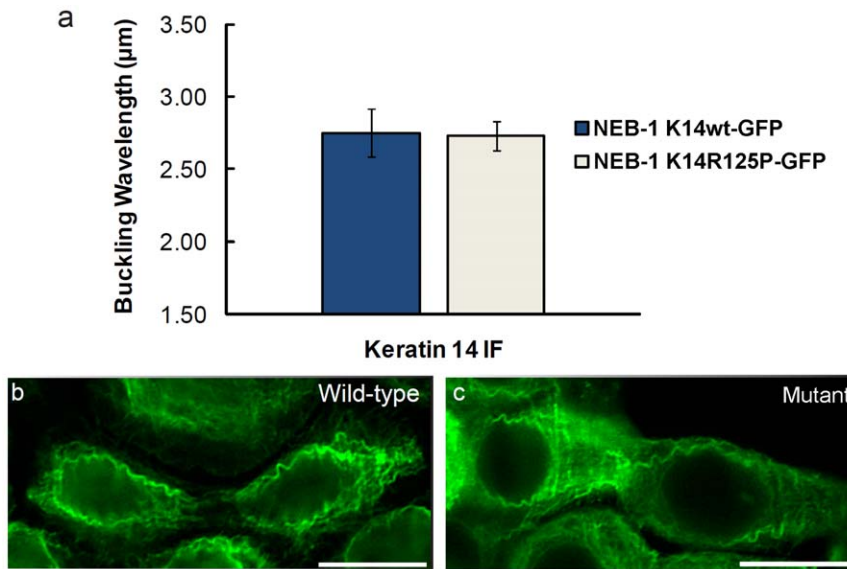 a
Buckling Wavelength (µm)
3.50
3.00
2.50
2.00
1.50
NEB-1 K14wt-GFP
NEB-1 K14R125P-GFP
Keratin 14 IF
b
Wild-type
c
Mutant